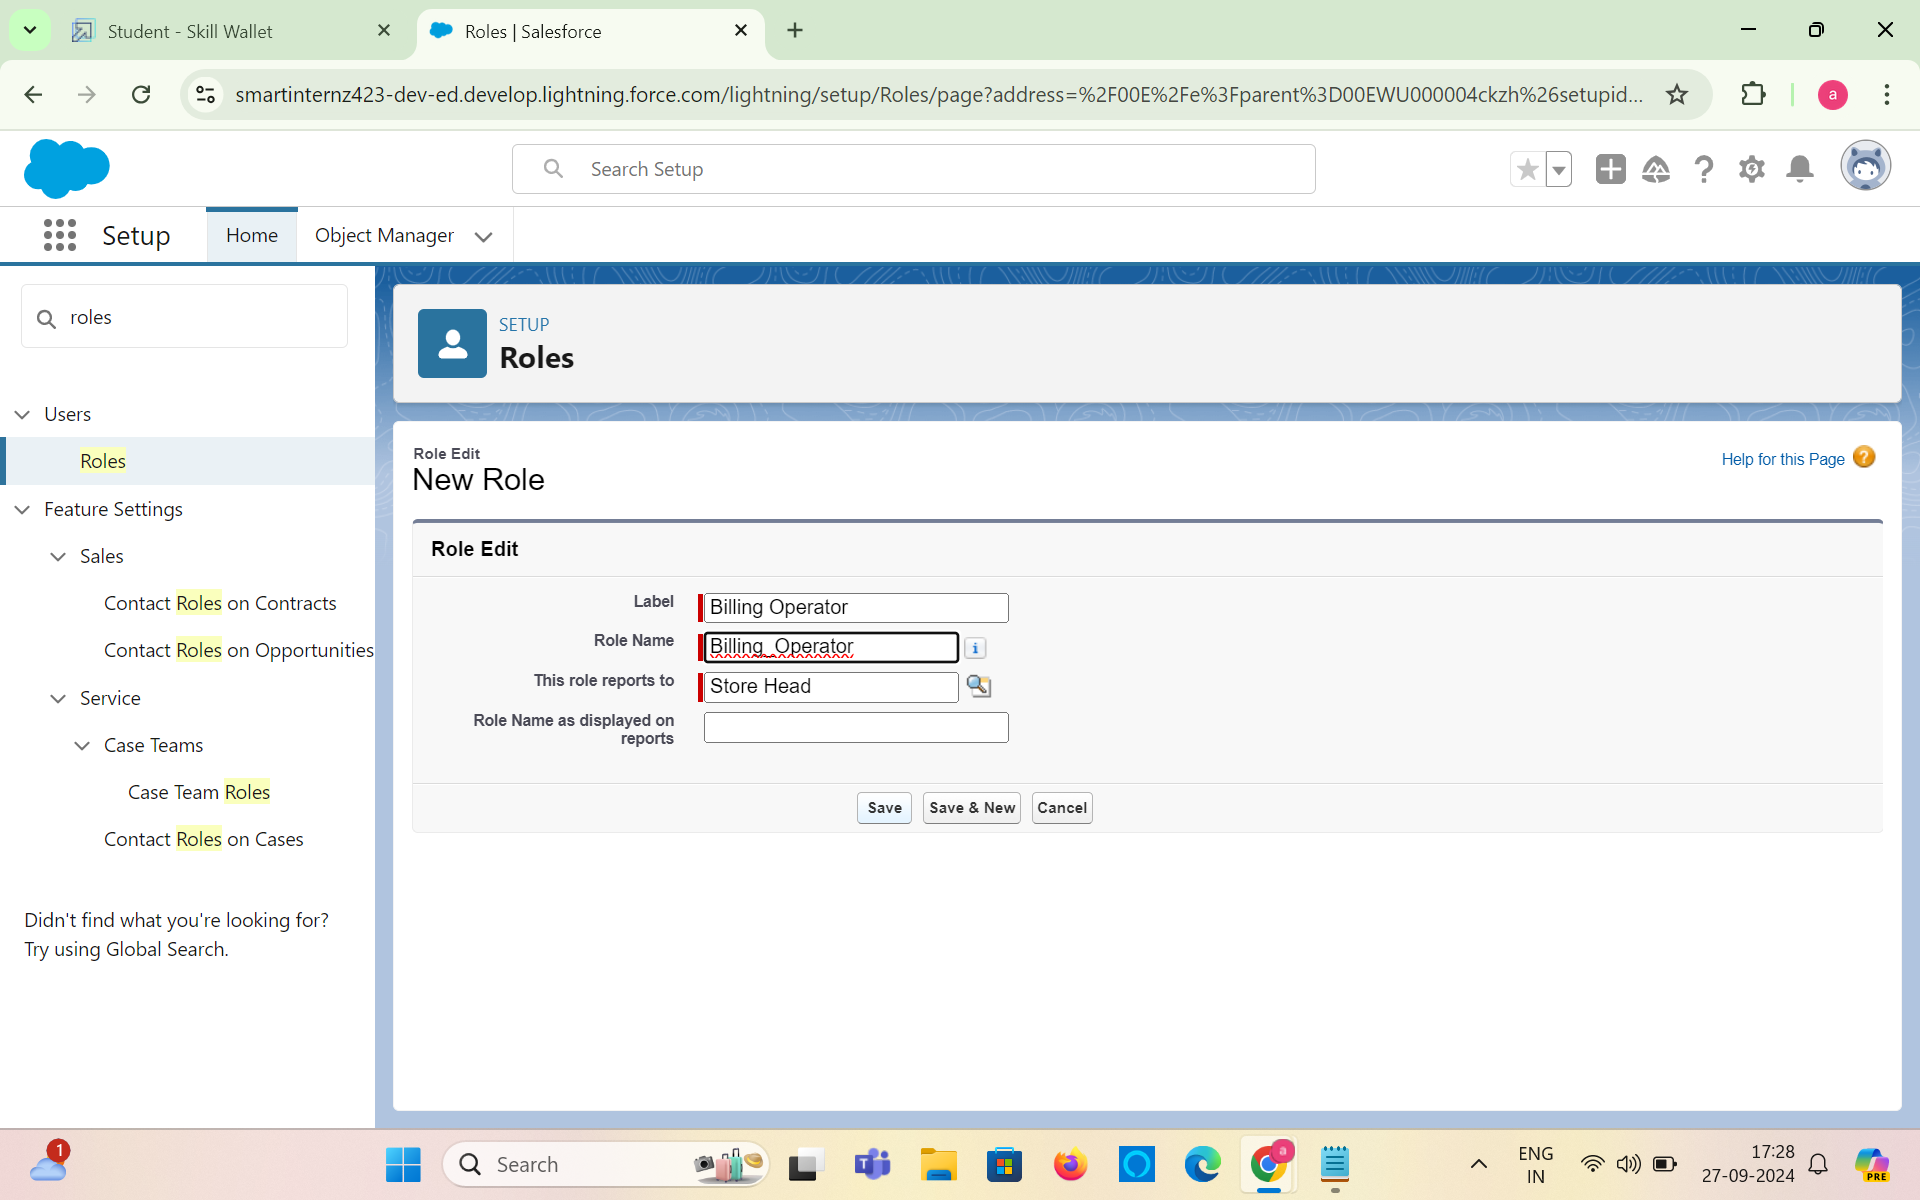 Student - Skill Wallet
Roles | Salesforce
smartinternz423-dev-ed.develop.lightning.force.com/lightning/setup/Roles/page?address=%2F00E%2Fe%3Fparent%3D00EWU000004ckzh%26setupid...
a
Search Setup
Setup
Home
Object Manager
roles
Users
Roles
Feature Settings
Sales
Contact Roles on Contracts
Contact Roles on Opportunities
Service
Case Teams
Case Team Roles
Contact Roles on Cases
Didn't find what you're looking for?
Try using Global Search.
SETUP
Roles
Role Edit
New Role
Help for this Page ?
Role Edit
Label
Billing Operator
Role Name
Billing_Operator
i
This role reports to
Store Head
Role Name as displayed on
reports
Save
Save & New
Cancel
1
Search
a
ENG
IN
17:28
27-09-2024
PRE